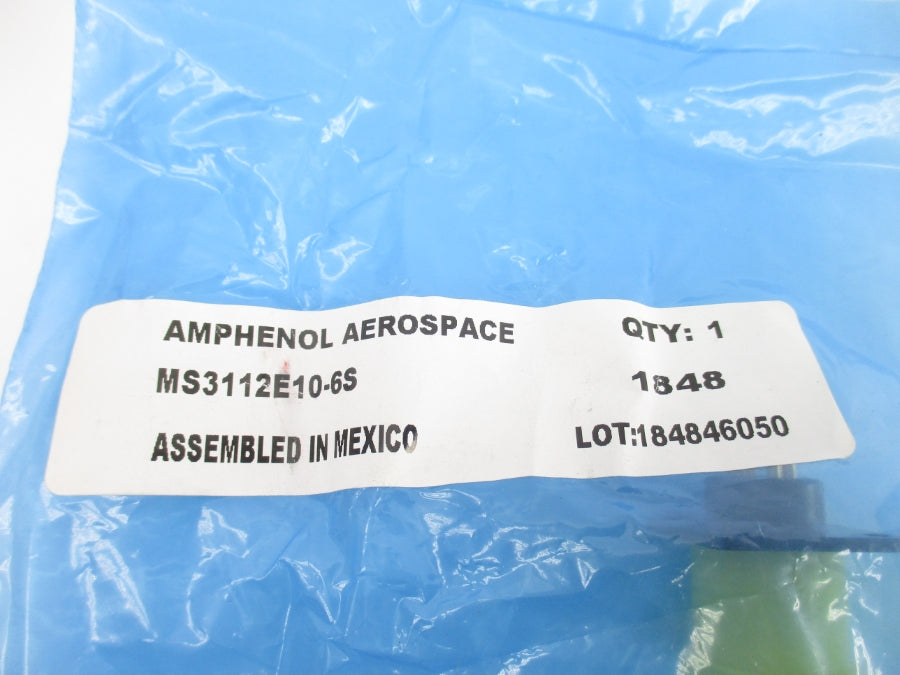 AMPHENOL AEROSPACE QTY: 1
MS3112E10-6S 1848
ASSEMBLED IN MEXICO LOT:184846050